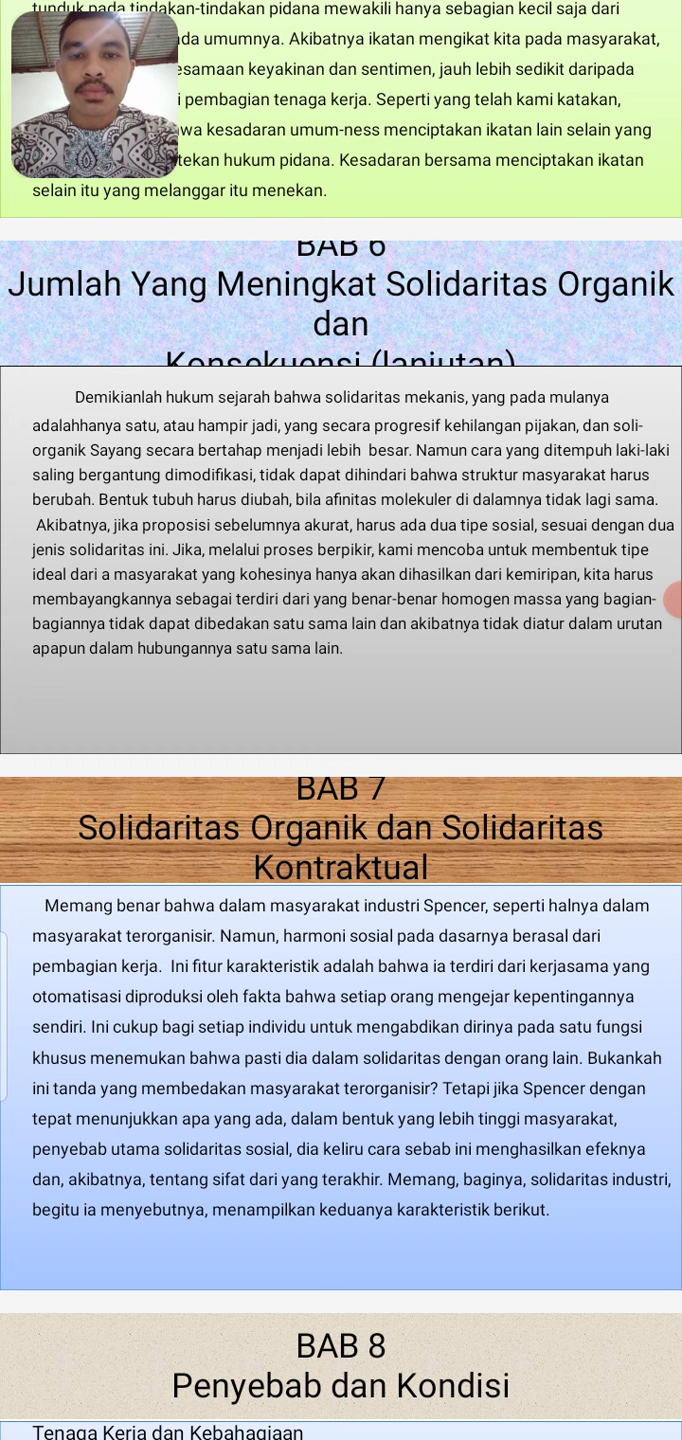 tunduk pada tindakan-tindakan pidana mewakili hanya sebagian kecil saja dari
da umumnya. Akibatnya ikatan mengikat kita pada masyarakat,
esamaan keyakinan dan sentimen, jauh lebih sedikit daripada
i pembagian tenaga kerja. Seperti yang telah kami katakan,
wa kesadaran umum-ness menciptakan ikatan lain selain yang
tekan hukum pidana. Kesadaran bersama menciptakan ikatan
selain itu yang melanggar itu menekan.
BAB 6
Jumlah Yang Meningkat Solidaritas Organik
dan
Konsekuensi (lanjutan)
Demikianlah hukum sejarah bahwa solidaritas mekanis, yang pada mulanya
adalahhanya satu, atau hampir jadi, yang secara progresif kehilangan pijakan, dan soli-
organik Sayang secara bertahap menjadi lebih besar. Namun cara yang ditempuh laki-laki
saling bergantung dimodifikasi, tidak dapat dihindari bahwa struktur masyarakat harus
berubah. Bentuk tubuh harus diubah, bila afinitas molekuler di dalamnya tidak lagi sama.
Akibatnya, jika proposisi sebelumnya akurat, harus ada dua tipe sosial, sesuai dengan dua
jenis solidaritas ini. Jika, melalui proses berpikir, kami mencoba untuk membentuk tipe
ideal dari a masyarakat yang kohesinya hanya akan dihasilkan dari kemiripan, kita harus
membayangkannya sebagai terdiri dari yang benar-benar homogen massa yang bagian-
bagiannya tidak dapat dibedakan satu sama lain dan akibatnya tidak diatur dalam urutan
apapun dalam hubungannya satu sama lain.
BAB 7
Solidaritas Organik dan Solidaritas
Kontraktual
Memang benar bahwa dalam masyarakat industri Spencer, seperti halnya dalam
masyarakat terorganisir. Namun, harmoni sosial pada dasarnya berasal dari
pembagian kerja. Ini fitur karakteristik adalah bahwa ia terdiri dari kerjasama yang
otomatisasi diproduksi oleh fakta bahwa setiap orang mengejar kepentingannya
sendiri. Ini cukup bagi setiap individu untuk mengabdikan dirinya pada satu fungsi
khusus menemukan bahwa pasti dia dalam solidaritas dengan orang lain. Bukankah
ini tanda yang membedakan masyarakat terorganisir? Tetapi jika Spencer dengan
tepat menunjukkan apa yang ada, dalam bentuk yang lebih tinggi masyarakat,
penyebab utama solidaritas sosial, dia keliru cara sebab ini menghasilkan efeknya
dan, akibatnya, tentang sifat dari yang terakhir. Memang, baginya, solidaritas industri,
begitu ia menyebutnya, menampilkan keduanya karakteristik berikut.
BAB 8
Penyebab dan Kondisi
Tenaga Kerja dan Kebahagiaan